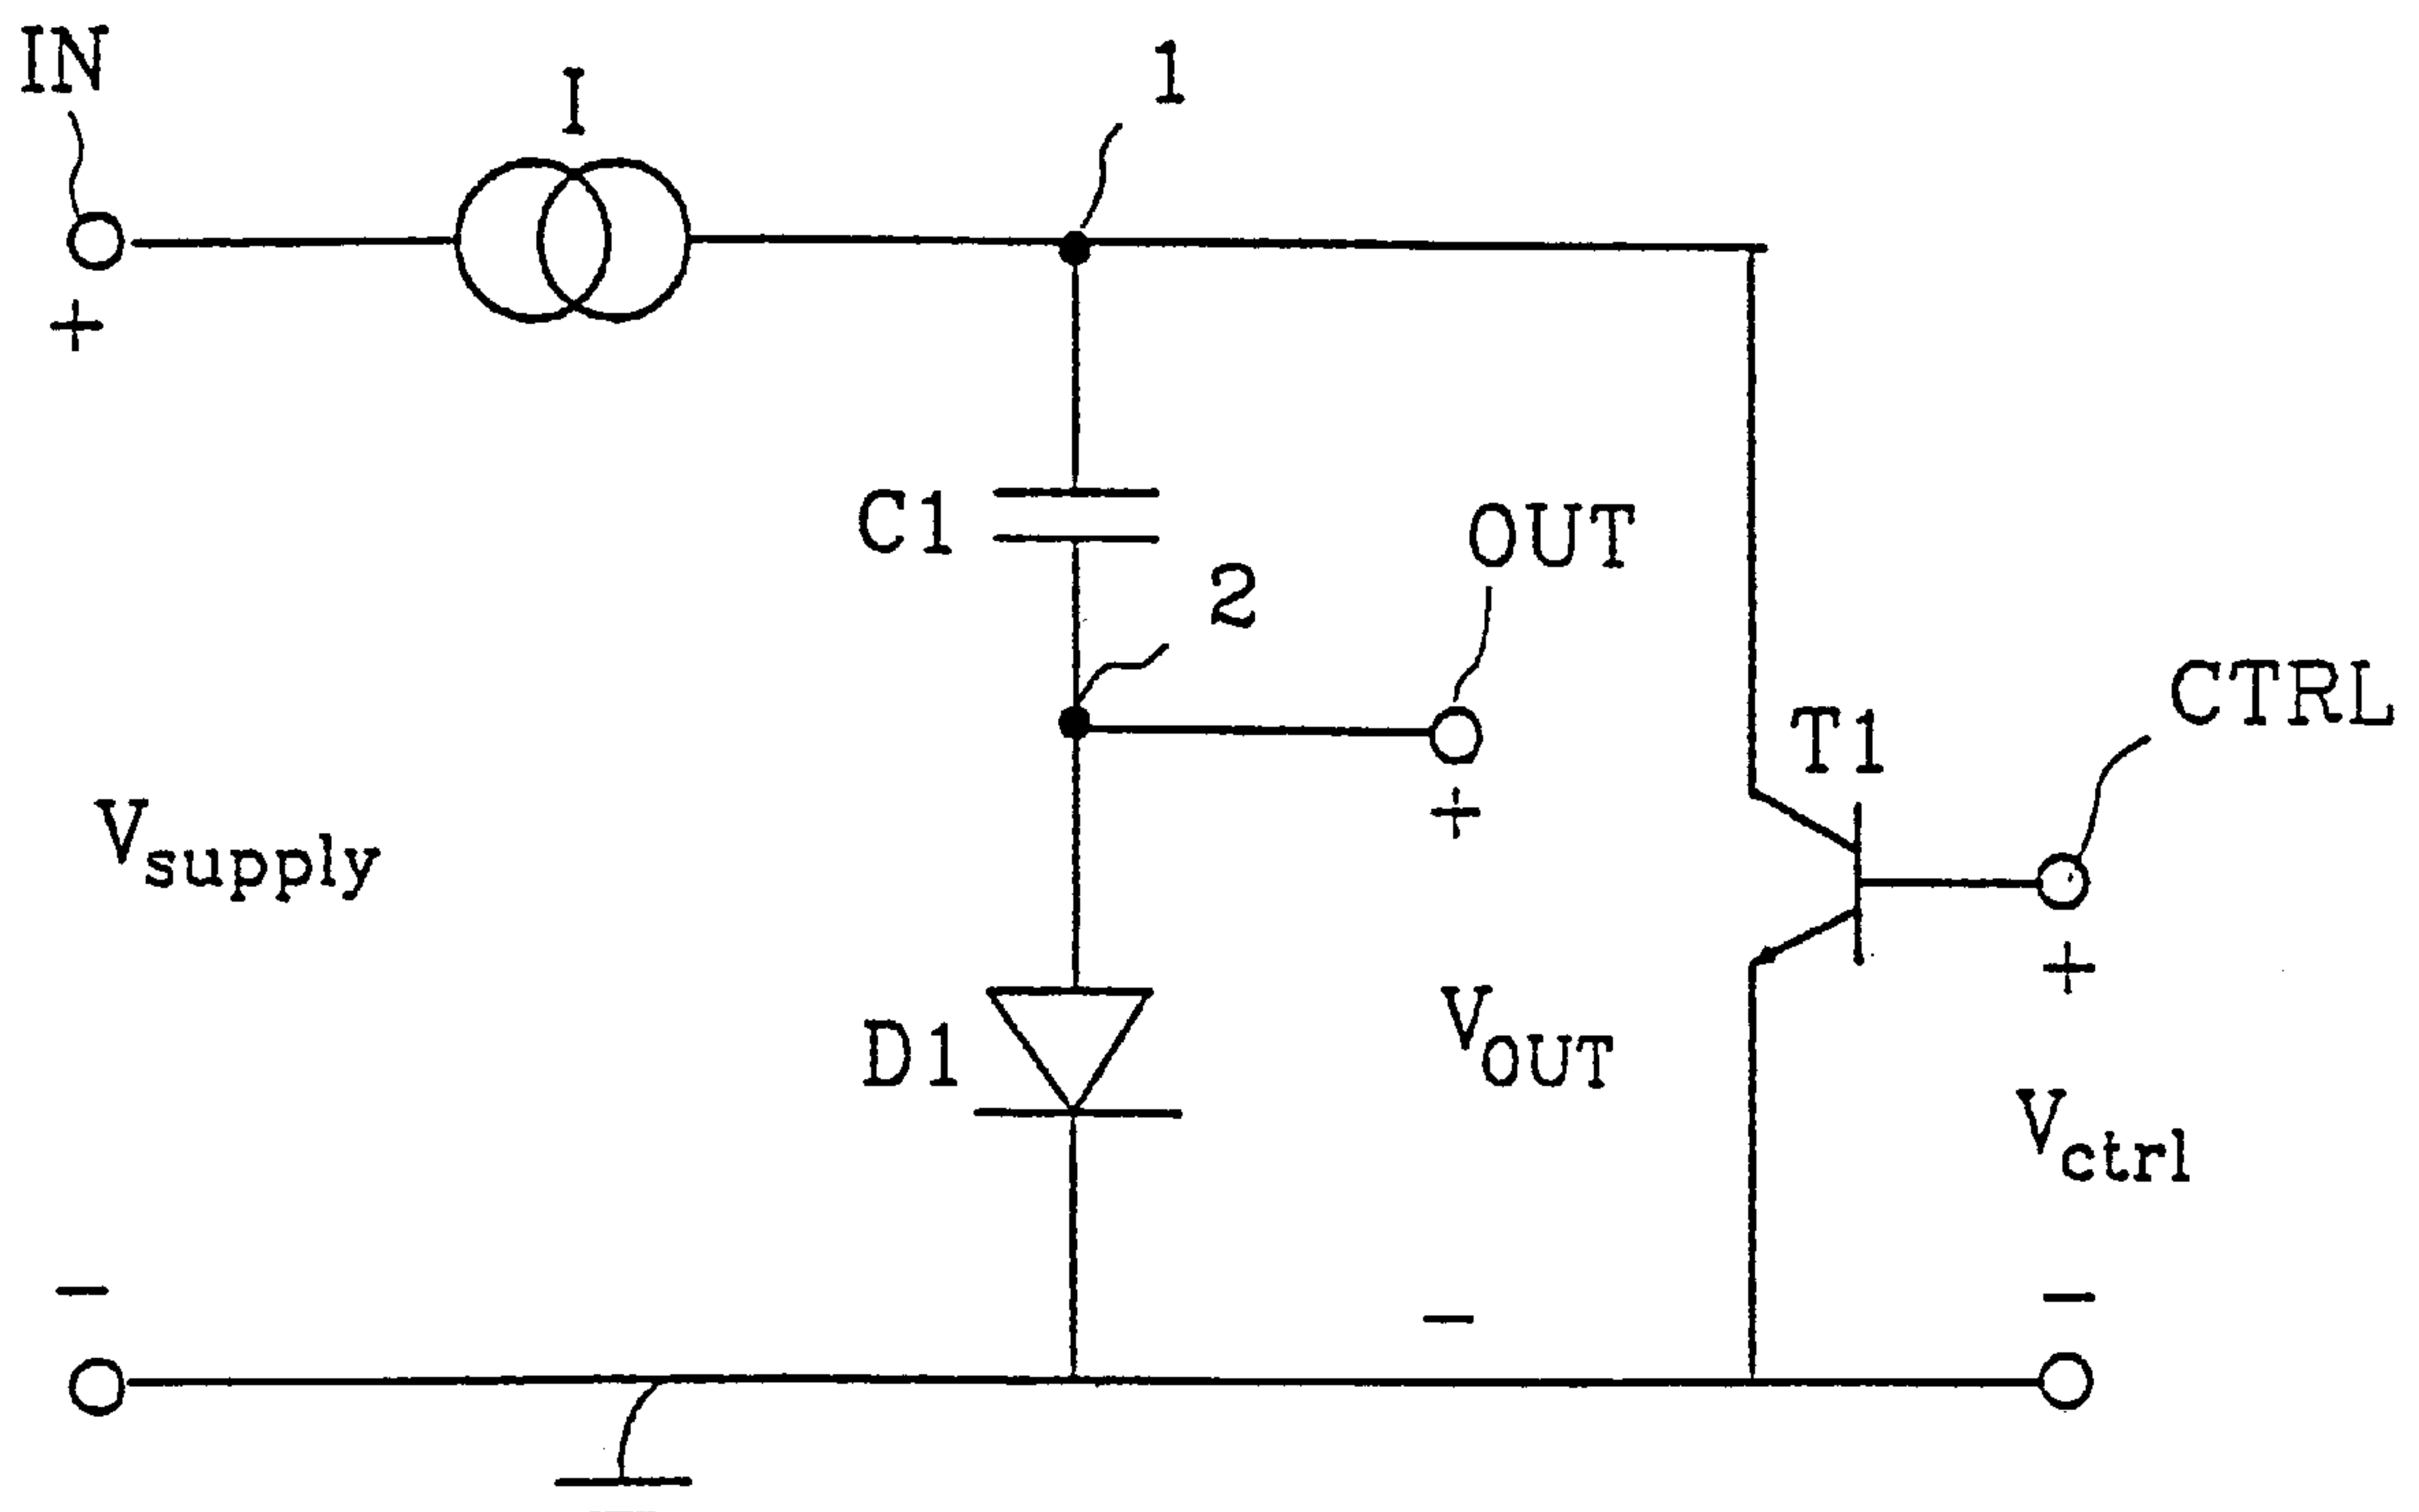 IN
I
1
+
C1
OUT
2
CTRL
T1
+
Vsupply
+
D1
VOUT
Vctrl
−
−
−